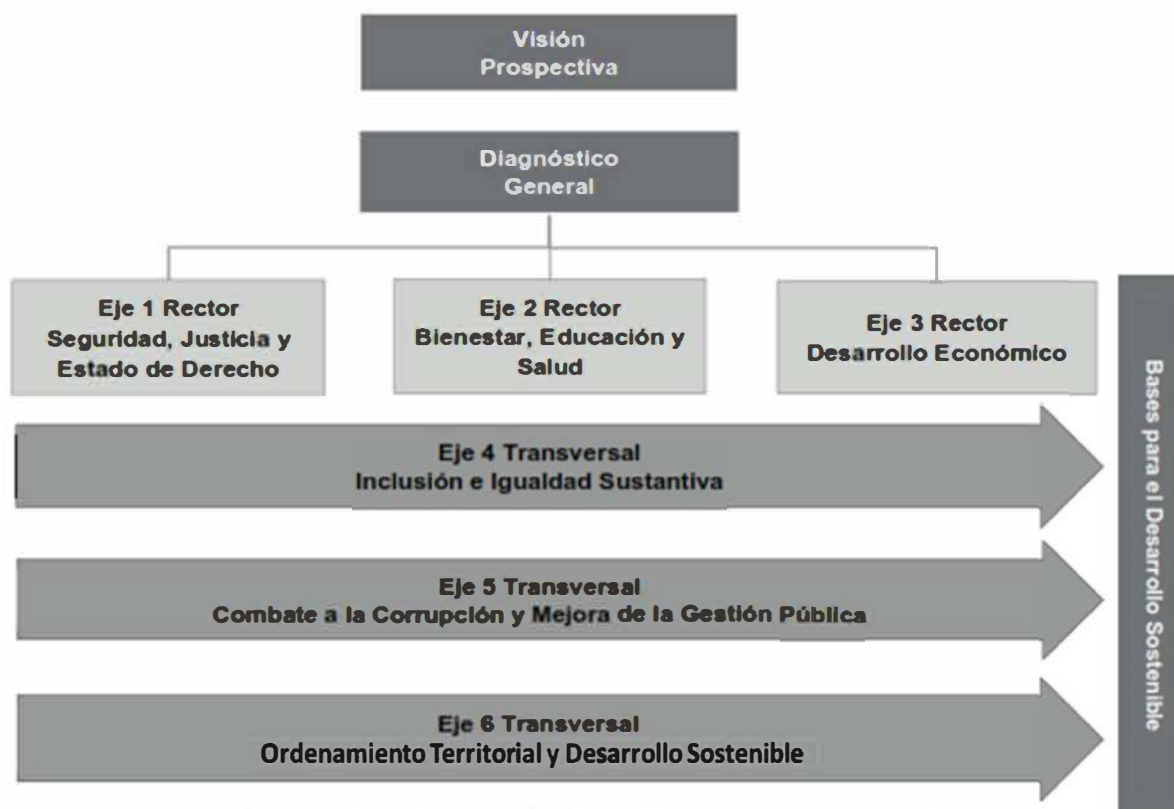 Visión
Prospectiva
Diagnóstico
General
Eje 1 Rector
Seguridad, Justicia y
Estado de Derecho
Eje 2 Rector
Bienestar, Educación y
Salud
Eje 3 Rector
Desarrollo Económico
Eje 4 Transversal
Inclusión e Igualdad Sustantiva
Eje 5 Transversal
Combate a la Corrupción y Mejora de la Gestión Pública
Eje 6 Transversal
Ordenamiento Territorial y Desarrollo Sostenible
Bases para el Desarrollo Sostenible